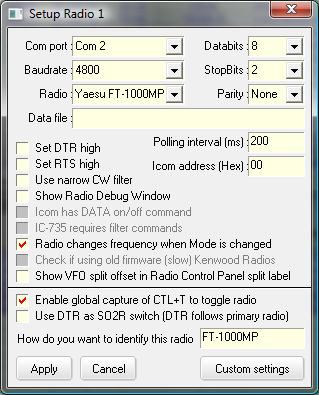 Setup Radio 1
Com port : Com 2 Databits : 8
Baudrate : 4800 StopBits : 2
Radio : Yaesu FT-1000MP Parity : None
Data file :
Set DTR high Polling interval (ms) : 200
Set RTS high Icom address (Hex) : 00
Use narrow CW filter
Show Radio Debug Window
Icom has DATA on/off command
IC-735 requires filter commands
Radio changes frequency when Mode is changed
Check if using old firmware (slow) Kenwood Radios
Show VFO split offset in Radio Control Panel split label
Enable global capture of CTL+T to toggle radio
Use DTR as SO2R switch (DTR follows primary radio)
How do you want to identify this radio FT-1000MP
Apply Cancel Custom settings